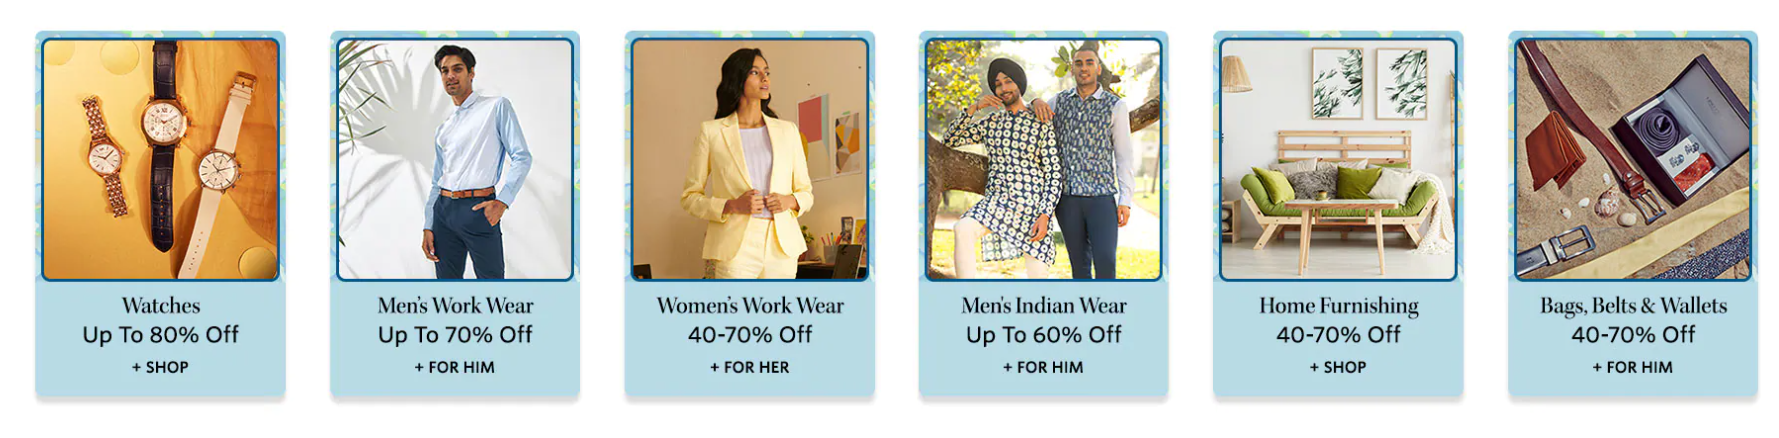 Watches
Up To 80% Off
+ SHOP
Men's Work Wear
Up To 70% Off
+ FOR HIM
Women's Work Wear
40-70% Off
+ FOR HER
Men's Indian Wear
Up To 60% Off
+ FOR HIM
Home Furnishing
40-70% Off
+ SHOP
Bags, Belts & Wallets
40-70% Off
+ FOR HIM